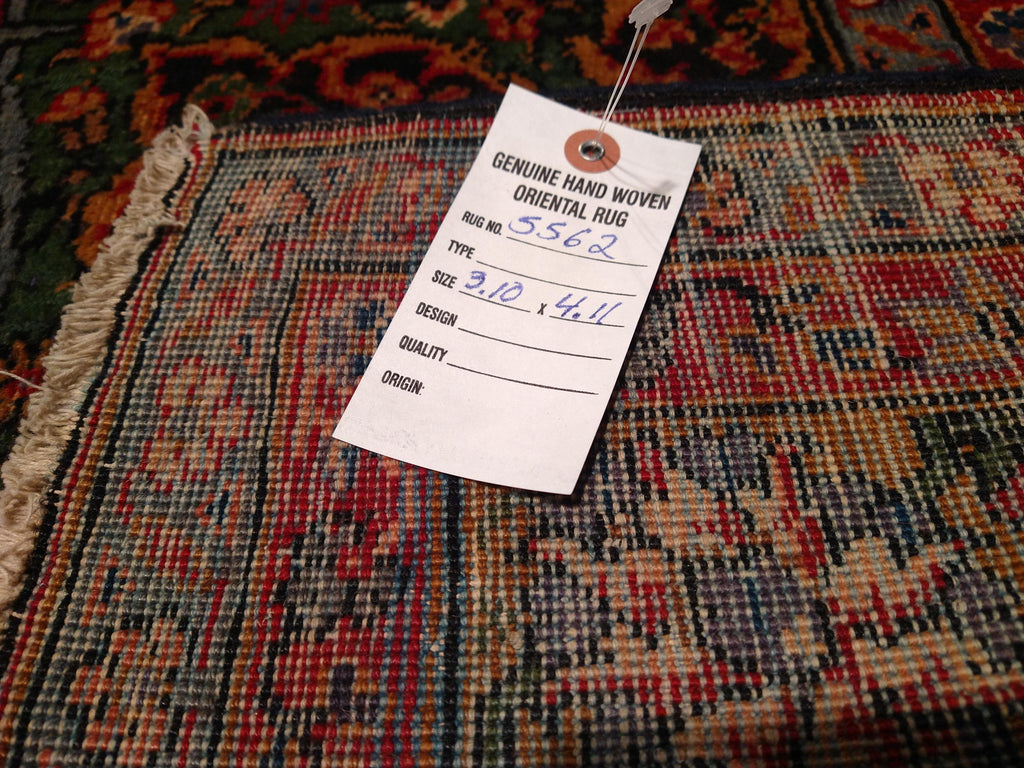 GENUINE HAND WOVEN
ORIENTAL RUG
RUG NO. 5562
TYPE
SIZE 3.10 X 4.11
DESIGN
QUALITY
ORIGIN: